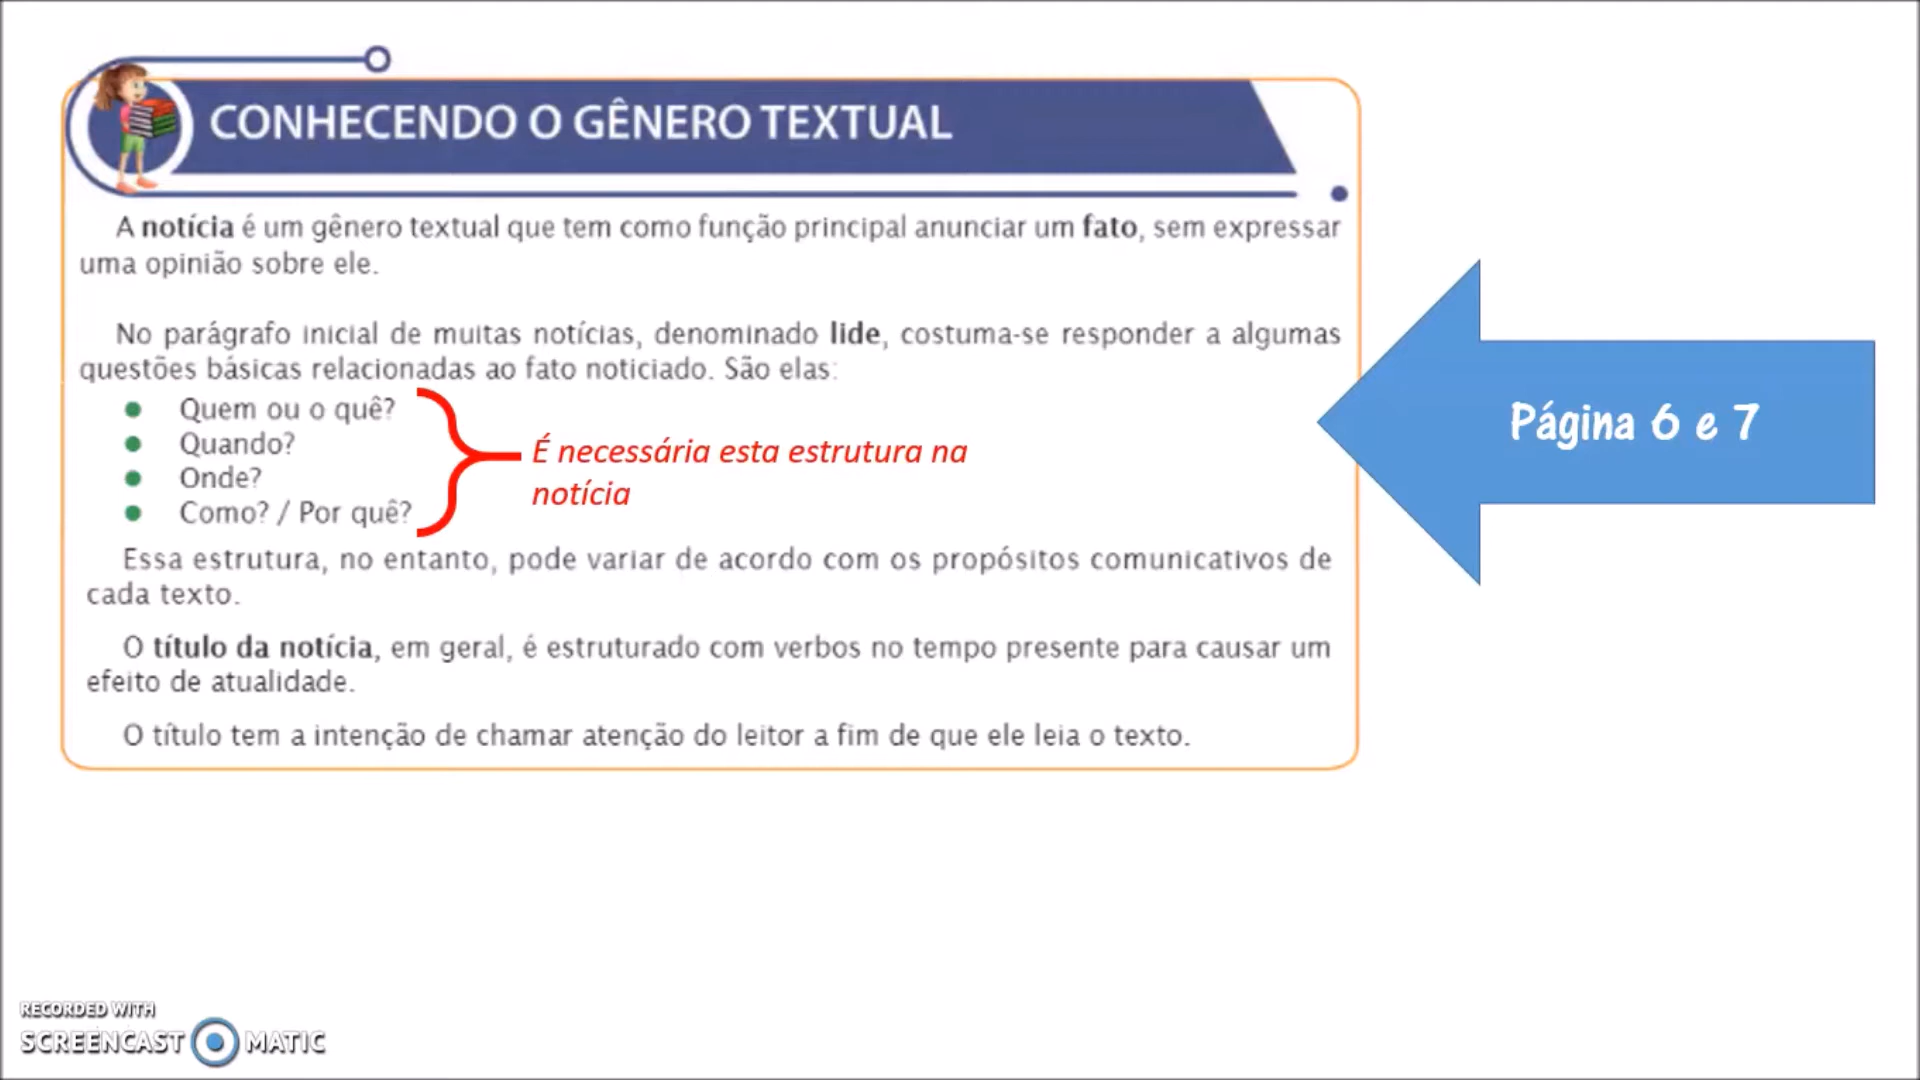 CONHECENDO O GÊNERO TEXTUAL
A notícia é um gênero textual que tem como função principal anunciar um fato, sem expressar
uma opinião sobre ele.
No parágrafo inicial de muitas notícias, denominado lide, costuma-se responder a algumas
questões básicas relacionadas ao fato noticiado. São elas:
Quem ou o quê?
Quando?
Onde?
Como? / Por quê?
É necessária esta estrutura na
notícia
Essa estrutura, no entanto, pode variar de acordo com os propósitos comunicativos de
cada texto.
O título da notícia, em geral, é estruturado com verbos no tempo presente para causar um
efeito de atualidade.
O título tem a intenção de chamar atenção do leitor a fim de que ele leia o texto.
Página 6 e 7
RECORDED WITH
SCREENCAST MATIC